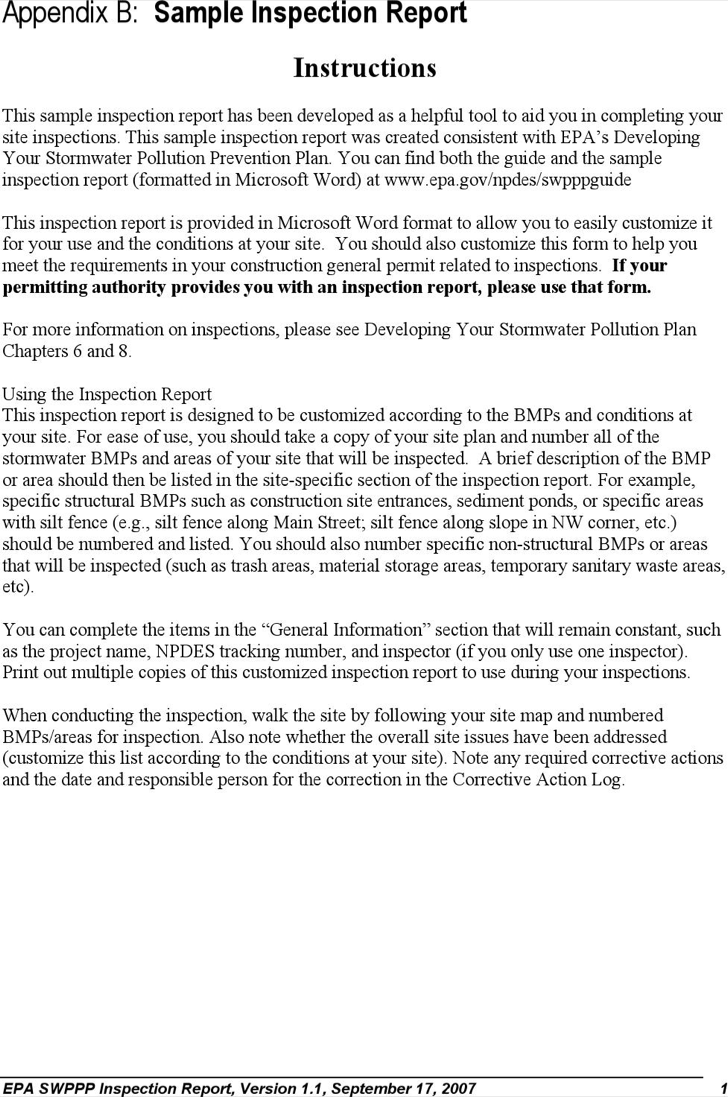 Appendix B:  Sample Inspection Report
Instructions
This sample inspection report has been developed as a helpful tool to aid you in completing your
site inspections. This sample inspection report was created consistent with EPA’s Developing
Your Stormwater Pollution Prevention Plan. You can find both the guide and the sample
inspection report (formatted in Microsoft Word) at www.epa.gov/npdes/swpppguide
This inspection report is provided in Microsoft Word format to allow you to easily customize it
for your use and the conditions at your site.  You should also customize this form to help you
meet the requirements in your construction general permit related to inspections.  If your
permitting authority provides you with an inspection report, please use that form.
For more information on inspections, please see Developing Your Stormwater Pollution Plan
Chapters 6 and 8.
Using the Inspection Report
This inspection report is designed to be customized according to the BMPs and conditions at
your site. For ease of use, you should take a copy of your site plan and number all of the
stormwater BMPs and areas of your site that will be inspected.  A brief description of the BMP
or area should then be listed in the site-specific section of the inspection report. For example,
specific structural BMPs such as construction site entrances, sediment ponds, or specific areas
with silt fence (e.g., silt fence along Main Street; silt fence along slope in NW corner, etc.)
should be numbered and listed. You should also number specific non-structural BMPs or areas
that will be inspected (such as trash areas, material storage areas, temporary sanitary waste areas,
etc).
You can complete the items in the “General Information” section that will remain constant, such
as the project name, NPDES tracking number, and inspector (if you only use one inspector).
Print out multiple copies of this customized inspection report to use during your inspections.
When conducting the inspection, walk the site by following your site map and numbered
BMPs/areas for inspection. Also note whether the overall site issues have been addressed
(customize this list according to the conditions at your site). Note any required corrective actions
and the date and responsible person for the correction in the Corrective Action Log.
EPA SWPPP Inspection Report, Version 1.1, September 17, 2007 1